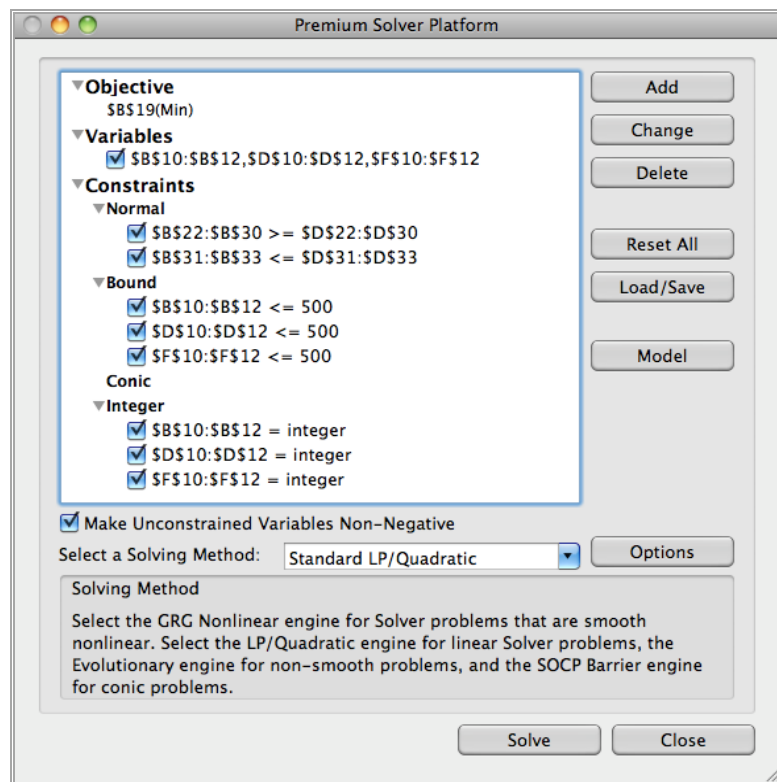 Premium Solver Platform
Objective
$B$19(Min)
Variables
$B$10:$B$12,$D$10:$D$12,$F$10:$F$12
Constraints
Normal
$B$22:$B$30 >= $D$22:$D$30
$B$31:$B$33 <= $D$31:$D$33
Bound
$B$10:$B$12 <= 500
$D$10:$D$12 <= 500
$F$10:$F$12 <= 500
Conic
Integer
$B$10:$B$12 = integer
$D$10:$D$12 = integer
$F$10:$F$12 = integer
Add
Change
Delete
Reset All
Load/Save
Model
Make Unconstrained Variables Non-Negative
Select a Solving Method:
Standard LP/Quadratic
Options
Solving Method
Select the GRG Nonlinear engine for Solver problems that are smooth
nonlinear. Select the LP/Quadratic engine for linear Solver problems, the
Evolutionary engine for non-smooth problems, and the SOCP Barrier engine
for conic problems.
Solve
Close